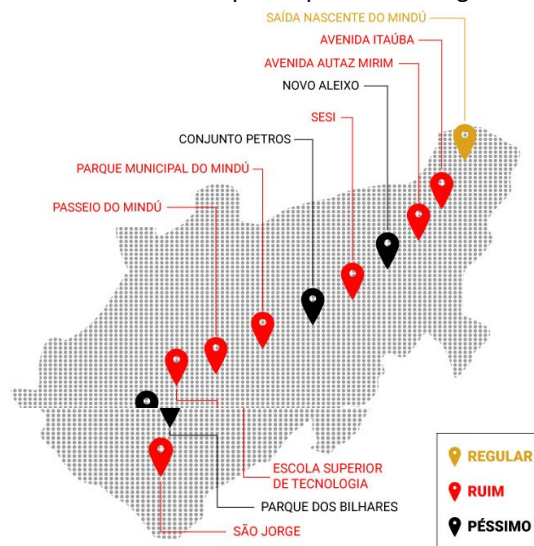 SAÍDA NASCENTE DO MINDÚ
AVENIDA ITAÚBA
AVENIDA AUTAZ MIRIM
NOVO ALEIXO
SESI
CONJUNTO PETROS
PARQUE MUNICIPAL DO MINDÚ
PASSEIO DO MINDÚ
ESCOLA SUPERIOR
DE TECNOLOGIA
PARQUE DOS BILHARES
SÃO JORGE
REGULAR
RUIM
PÉSSIMO